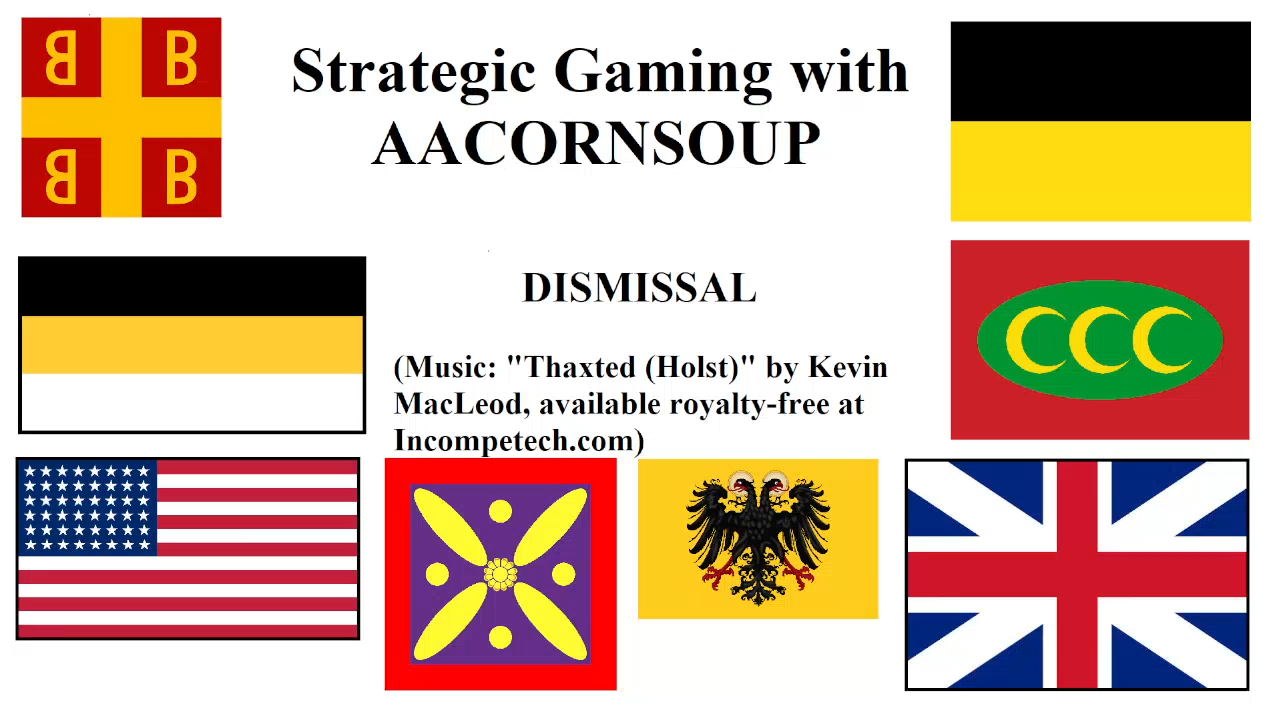 Strategic Gaming with
AACORNSOUP
DISMISSAL
(Music: "Thaxted (Holst)" by Kevin
MacLeod, available royalty-free at
Incompetech.com)
B B
B B